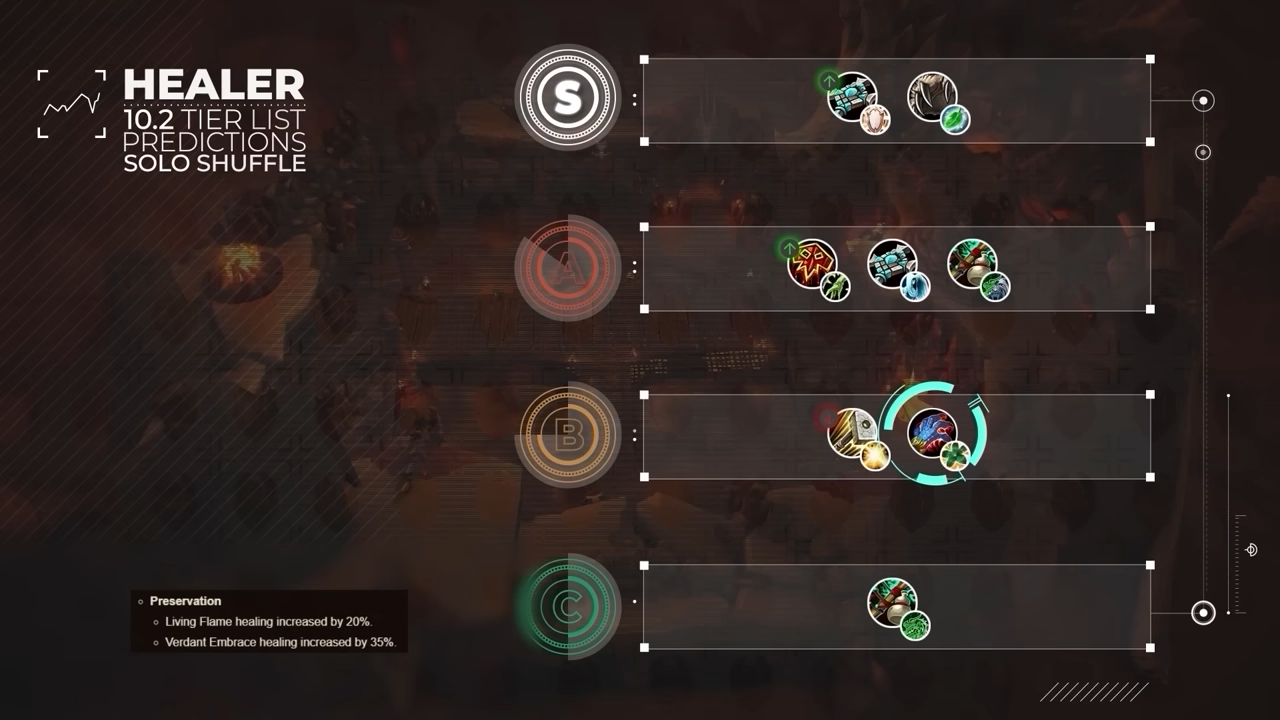 HEALER
10.2 TIER LIST
PREDICTIONS
SOLO SHUFFLE
S
A
B
C
Preservation
Living Flame healing increased by 20%.
Verdant Embrace healing increased by 35%.